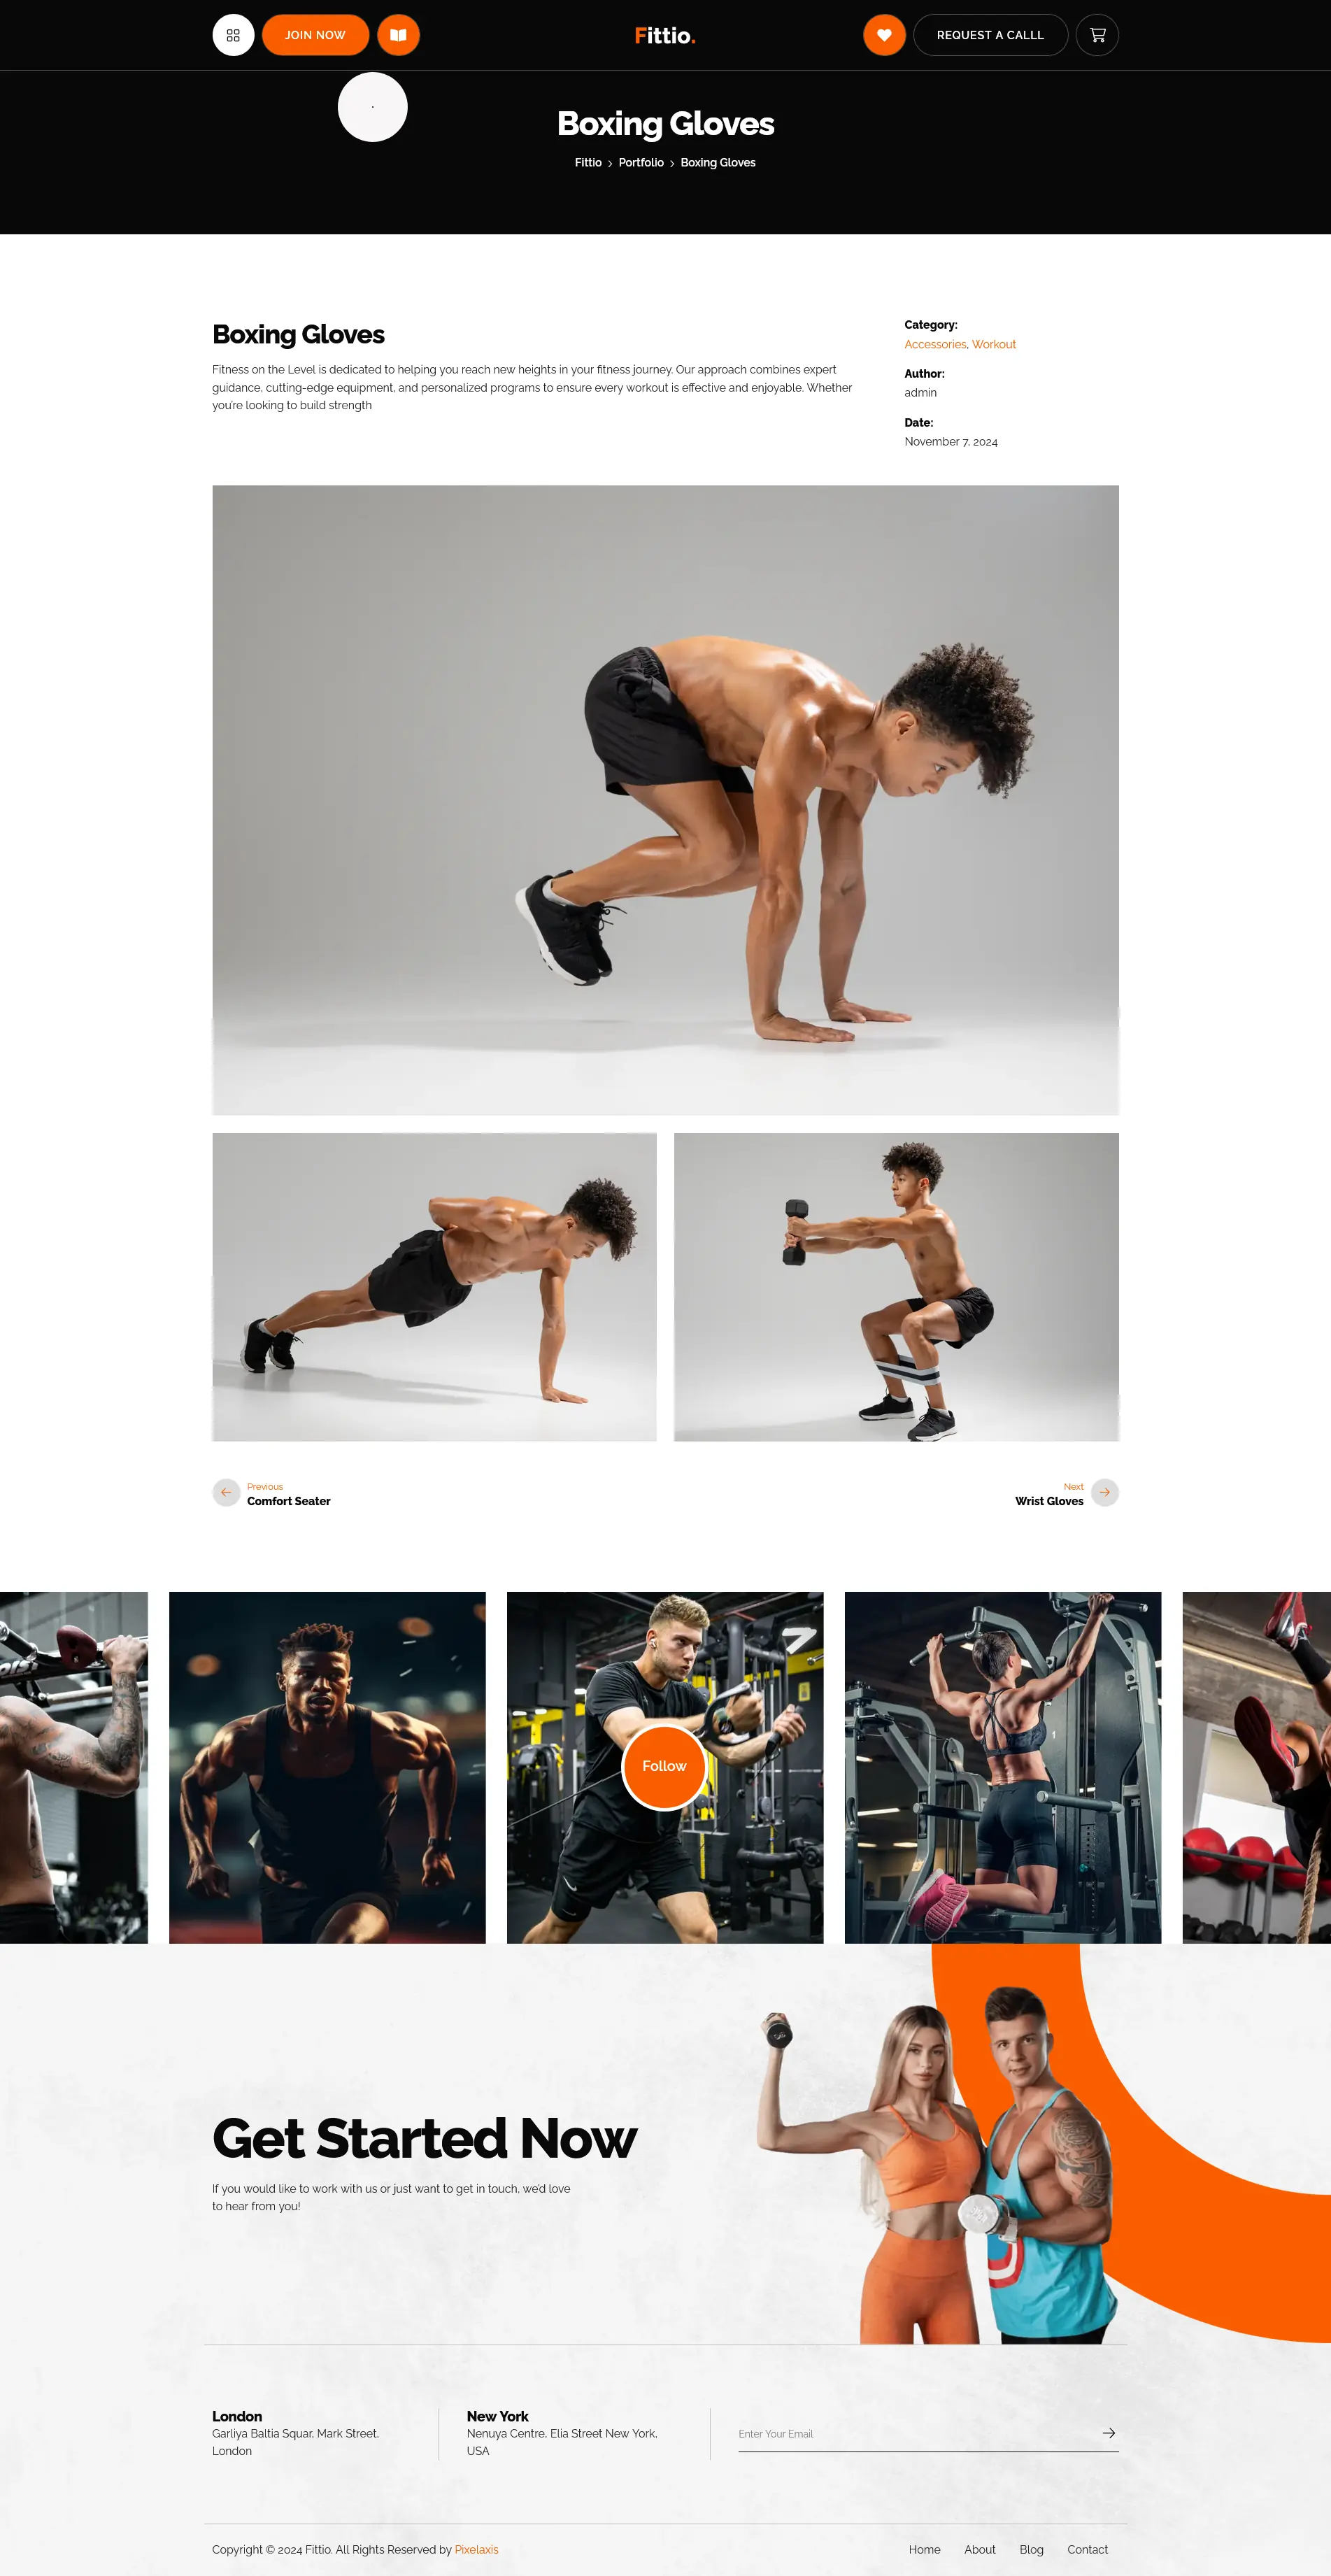 JOIN NOW
Fittio.
REQUEST A CALLL
Boxing Gloves
Fittio > Portfolio > Boxing Gloves
Boxing Gloves
Fitness on the Level is dedicated to helping you reach new heights in your fitness journey. Our approach combines expert
guidance, cutting-edge equipment, and personalized programs to ensure every workout is effective and enjoyable. Whether
you're looking to build strength
Category:
Accessories, Workout
Author:
admin
Date:
November 7, 2024
Previous
Comfort Seater
Next
Wrist Gloves
Follow
Get Started Now
If you would like to work with us or just want to get in touch, we'd love
to hear from you!
London
Garliya Baltia Squar, Mark Street,
London
New York
Nenuya Centre, Elia Street New York,
USA
Enter Your Email
Copyright © 2024 Fittio. All Rights Reserved by Pixelaxis
Home
About
Blog
Contact